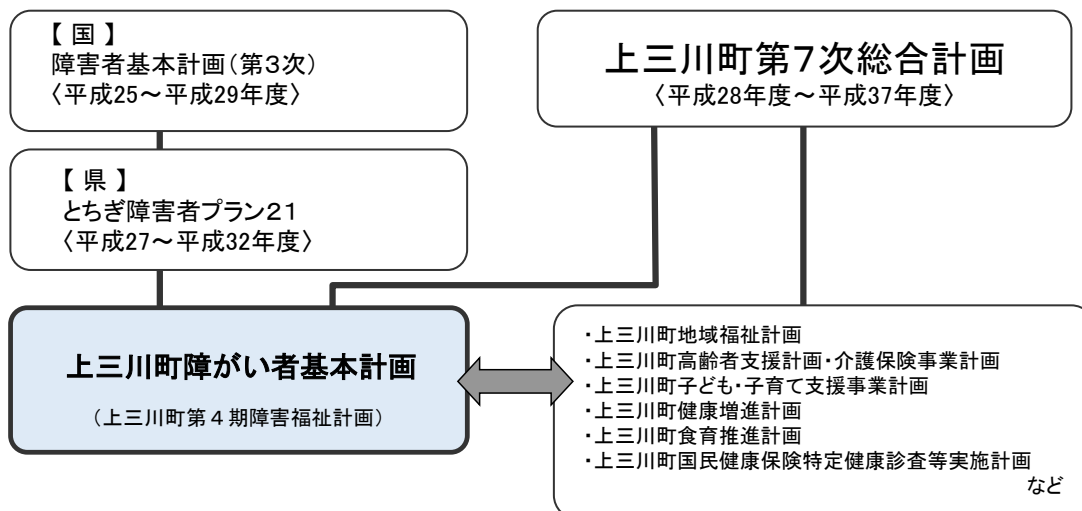 【国】
障害者基本計画（第３次）
〈平成25～平成29年度〉
上三川町第７次総合計画
〈平成28年度～平成37年度〉
【県】
とちぎ障害者プラン２１
〈平成27～平成32年度〉
上三川町障がい者基本計画
（上三川町第４期障害福祉計画）
・上三川町地域福祉計画
・上三川町高齢者支援計画・介護保険事業計画
・上三川町子ども・子育て支援事業計画
・上三川町健康増進計画
・上三川町食育推進計画
・上三川町国民健康保険特定健康診査等実施計画
など